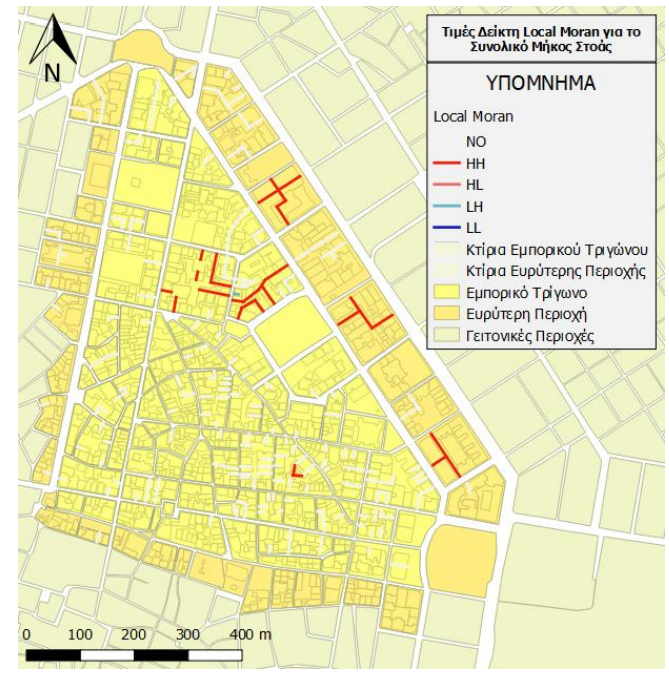 Τιμές Δείκτη Local Moran για το
Συνολικό Μήκος Στοάς
ΥΠΟΜΝΗΜΑ
Local Moran
NO
HH
HL
LH
LL
Κτίρια Εμπορικού Τριγώνου
Κτίρια Ευρύτερης Περιοχής
Εμπορικό Τρίγωνο
Ευρύτερη Περιοχή
Γειτονικές Περιοχές
N
0 100 200 300 400 m